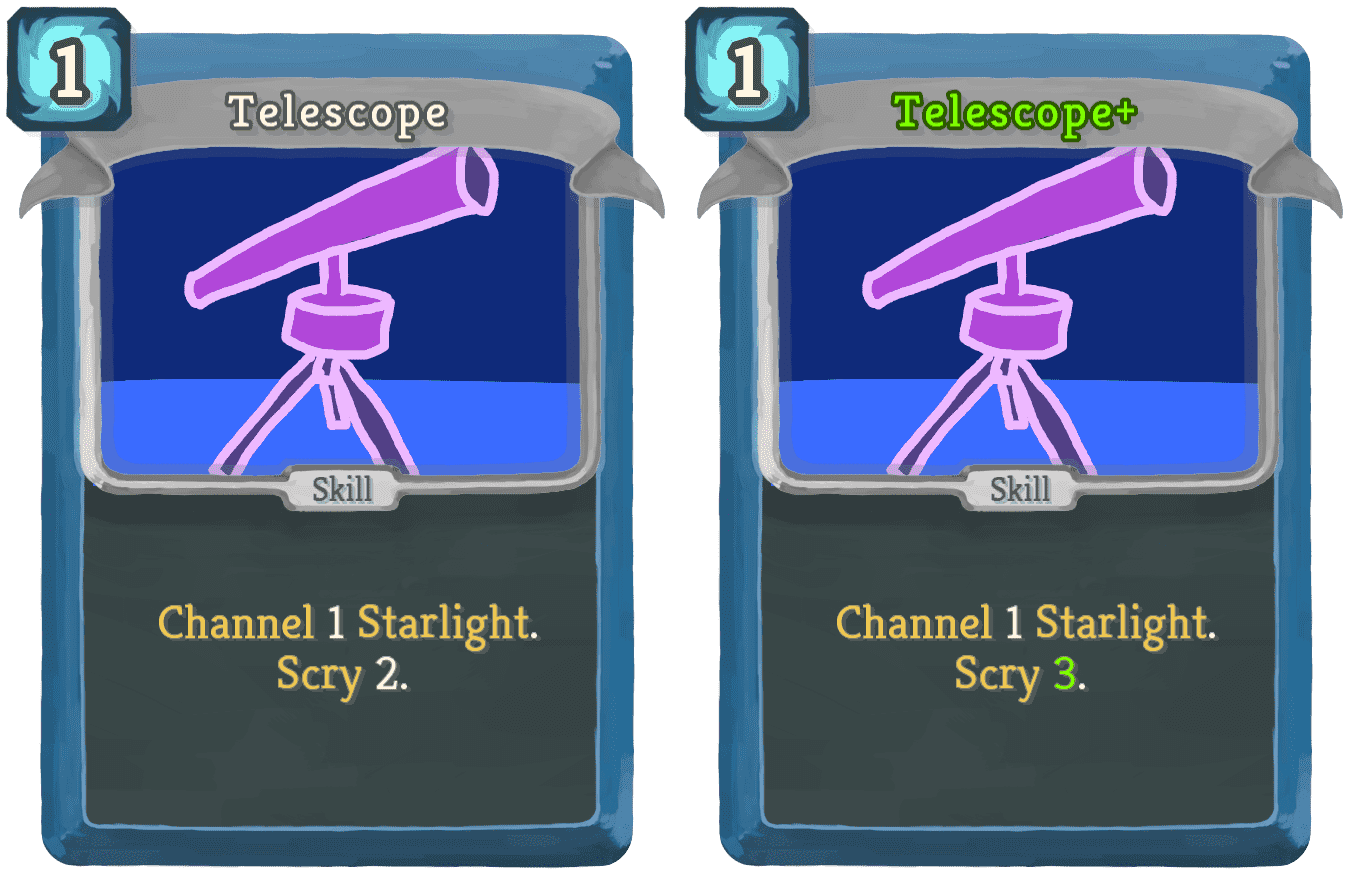 1
Telescope
Skill
Channel 1 Starlight.
Scry 2.
1
Telescope+
Skill
Channel 1 Starlight.
Scry 3.